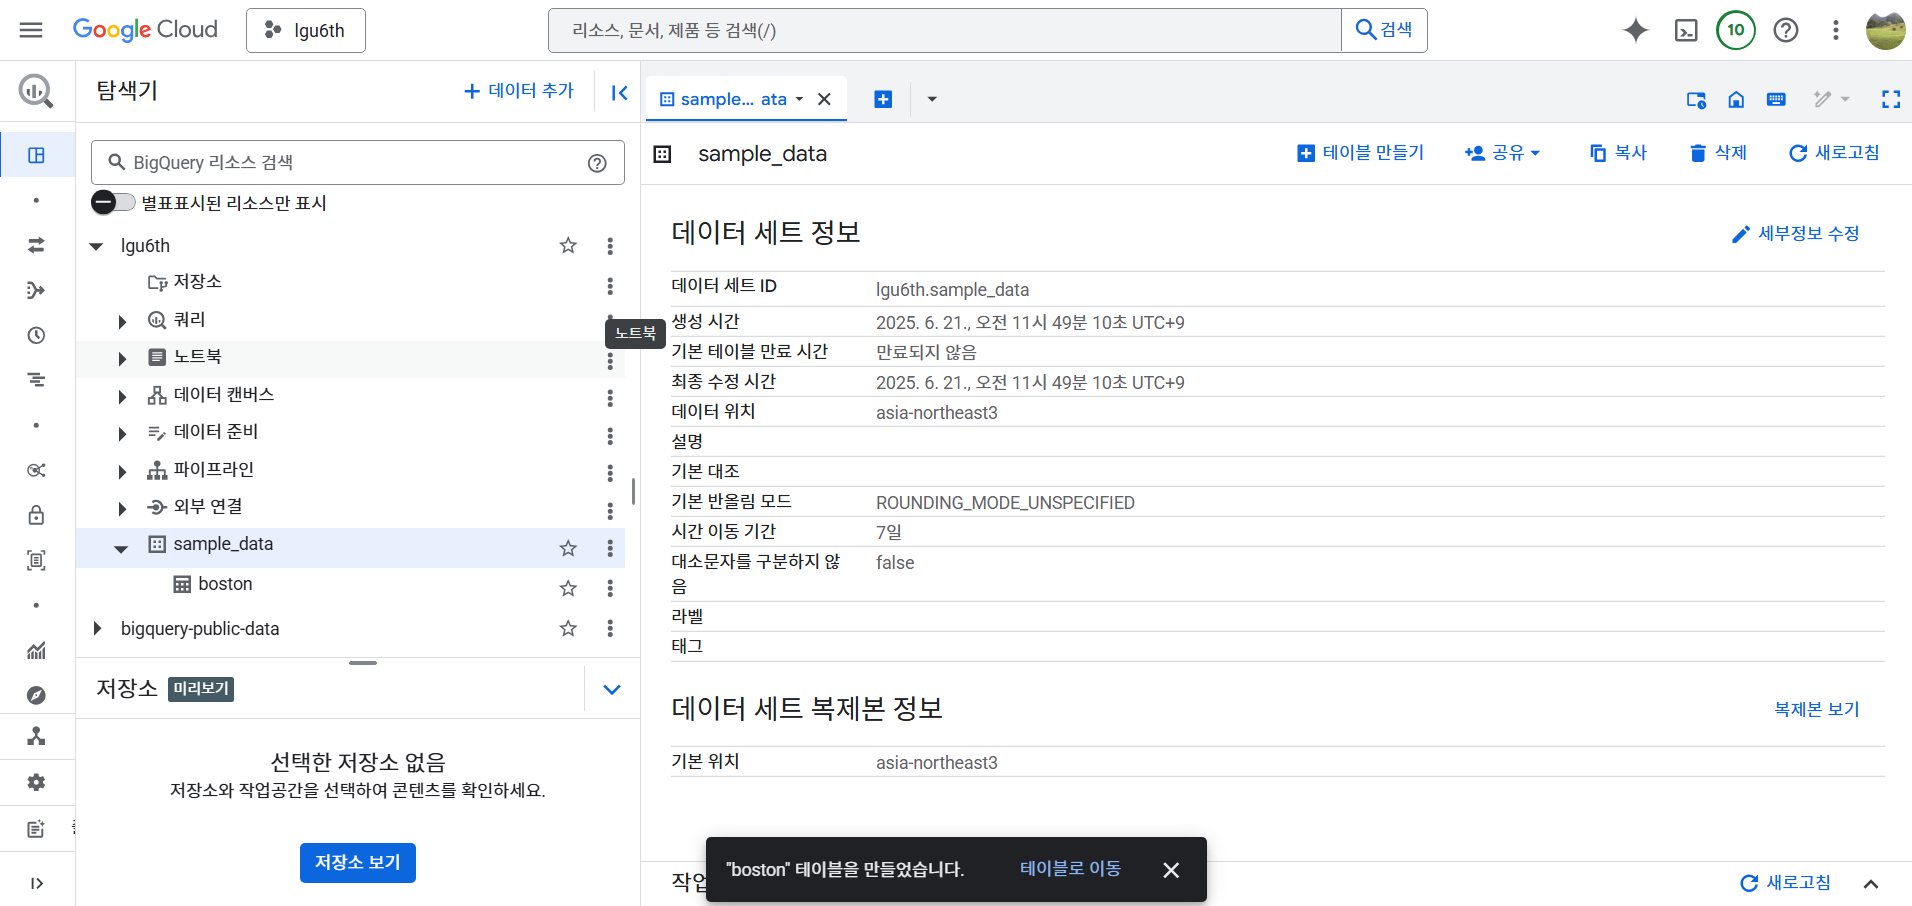 Google Cloud
lgu6th
리소스, 문서, 제품 등 검색(/)
검색
10
탐색기
데이터 추가
BigQuery 리소스 검색
별표표시된 리소스만 표시
lgu6th
저장소
쿼리
노트북
노트북
데이터 캔버스
데이터 준비
파이프라인
외부 연결
sample_data
boston
bigquery-public-data
저장소 미리보기
선택한 저장소 없음
저장소와 작업공간을 선택하여 콘텐츠를 확인하세요.
저장소 보기
sample... ata
sample_data
테이블 만들기
공유
복사
삭제
새로고침
데이터 세트 정보
세부정보 수정
데이터 세트 ID lgu6th.sample_data
생성 시간 2025. 6. 21., 오전 11시 49분 10초 UTC+9
기본 테이블 만료 시간 만료되지 않음
최종 수정 시간 2025. 6. 21., 오전 11시 49분 10초 UTC+9
데이터 위치 asia-northeast3
설명
기본 대조
기본 반올림 모드 ROUNDING_MODE_UNSPECIFIED
시간 이동 기간 7일
대소문자를 구분하지 않 false
음
라벨
태그
데이터 세트 복제본 정보
복제본 보기
기본 위치 asia-northeast3
"boston" 테이블을 만들었습니다. 테이블로 이동
새로고침